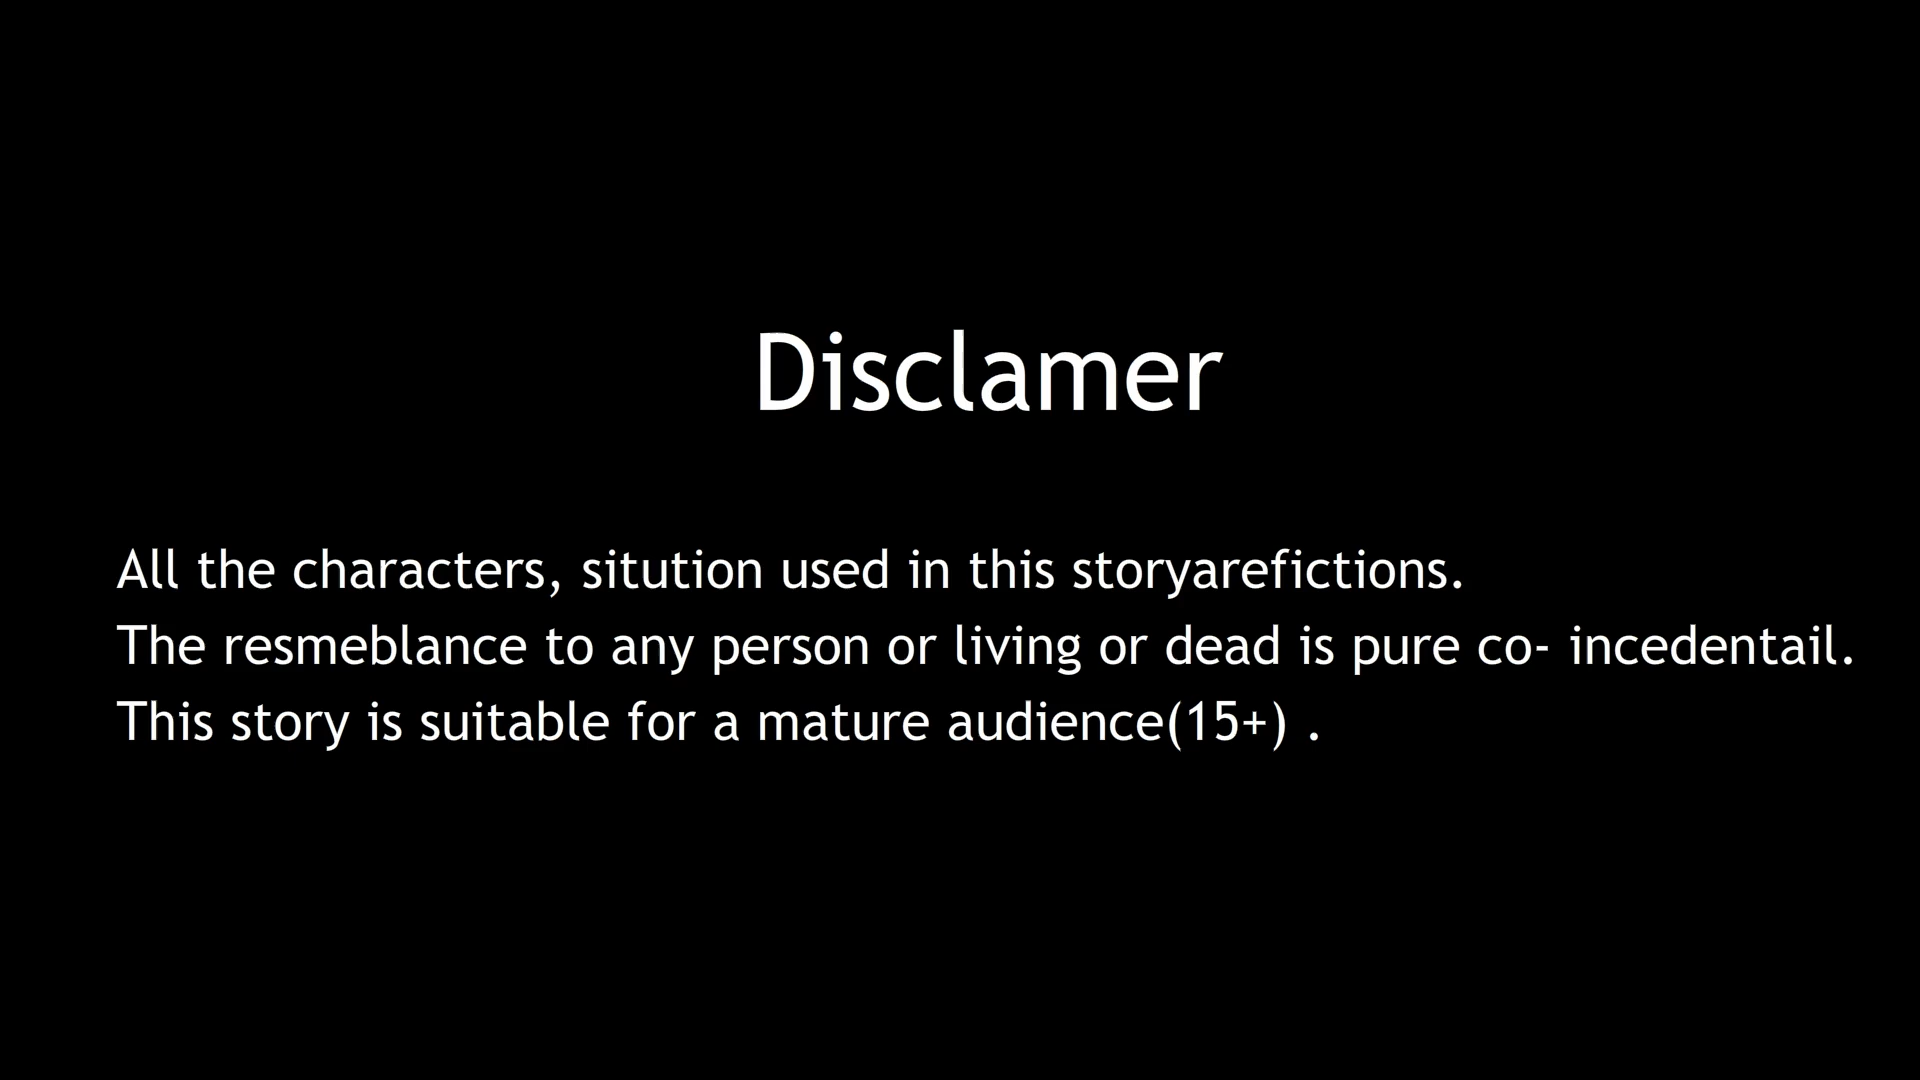 Disclamer
All the characters, sitution used in this storyarefictions.
The resmeblance to any person or living or dead is pure co- incedentail.
This story is suitable for a mature audience(15+) .